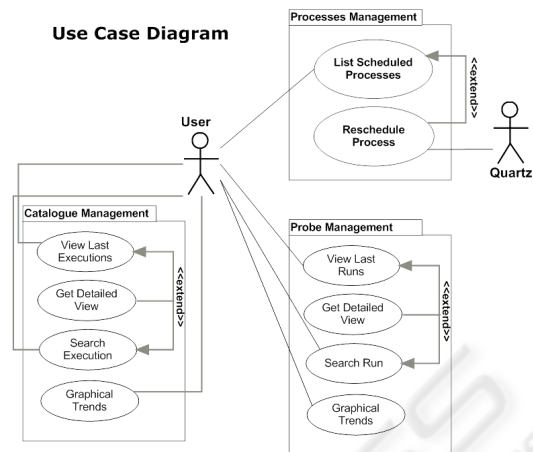 Use Case Diagram
Processes Management
List Scheduled
Processes
<<extend>>
Reschedule
Process
Quartz
User
Catalogue Management
View Last
Executions
Get Detailed
View
<<extend>>
Search
Execution
Graphical
Trends
Probe Management
View Last
Runs
Get Detailed
View
<<extend>>
Search Run
Graphical
Trends